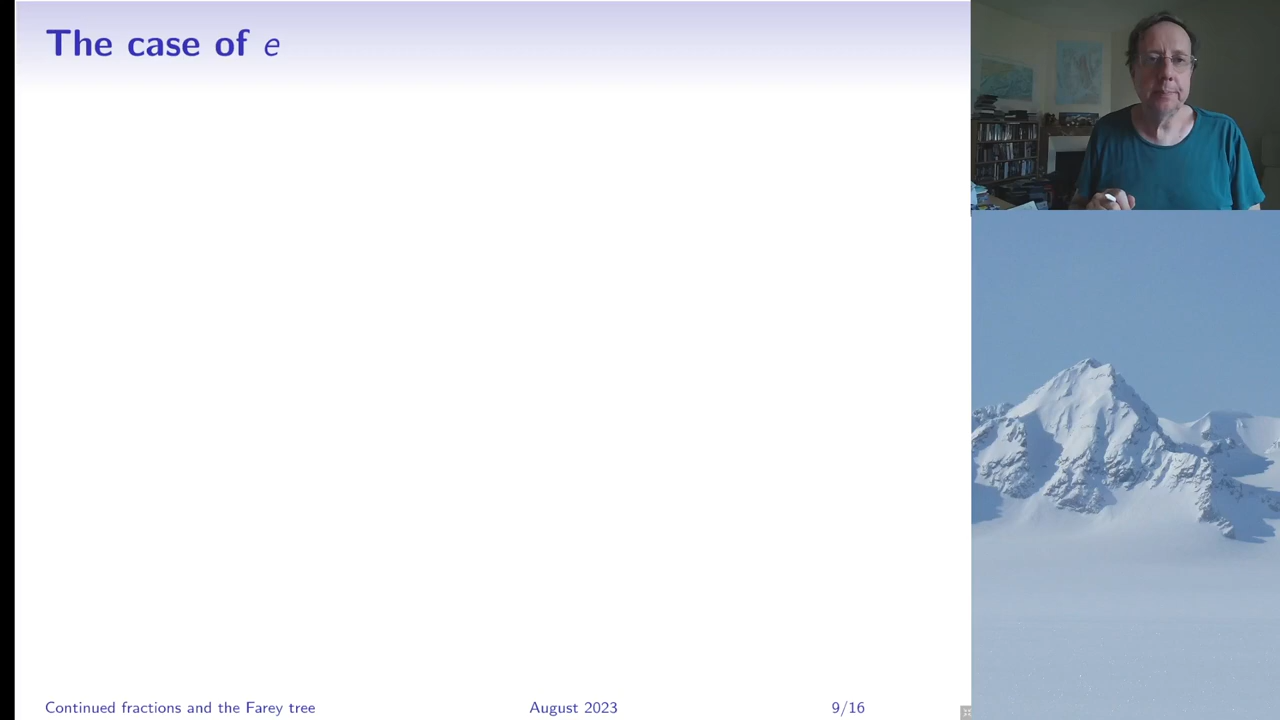 The case of e
Continued fractions and the Farey tree
August 2023
9/16